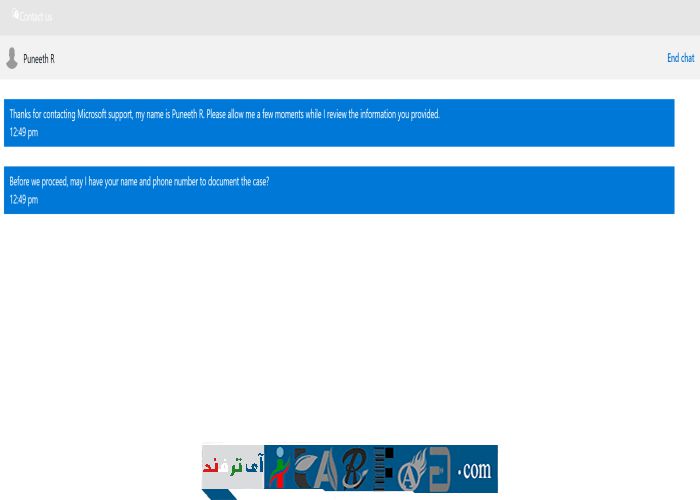 Contact us
Puneeth R
End chat
Thanks for contacting Microsoft support, my name is Puneeth R. Please allow me a few moments while I review the information you provided.
12:49 pm
Before we proceed, may I have your name and phone number to document the case?
12:49 pm
آی ترفند
.com